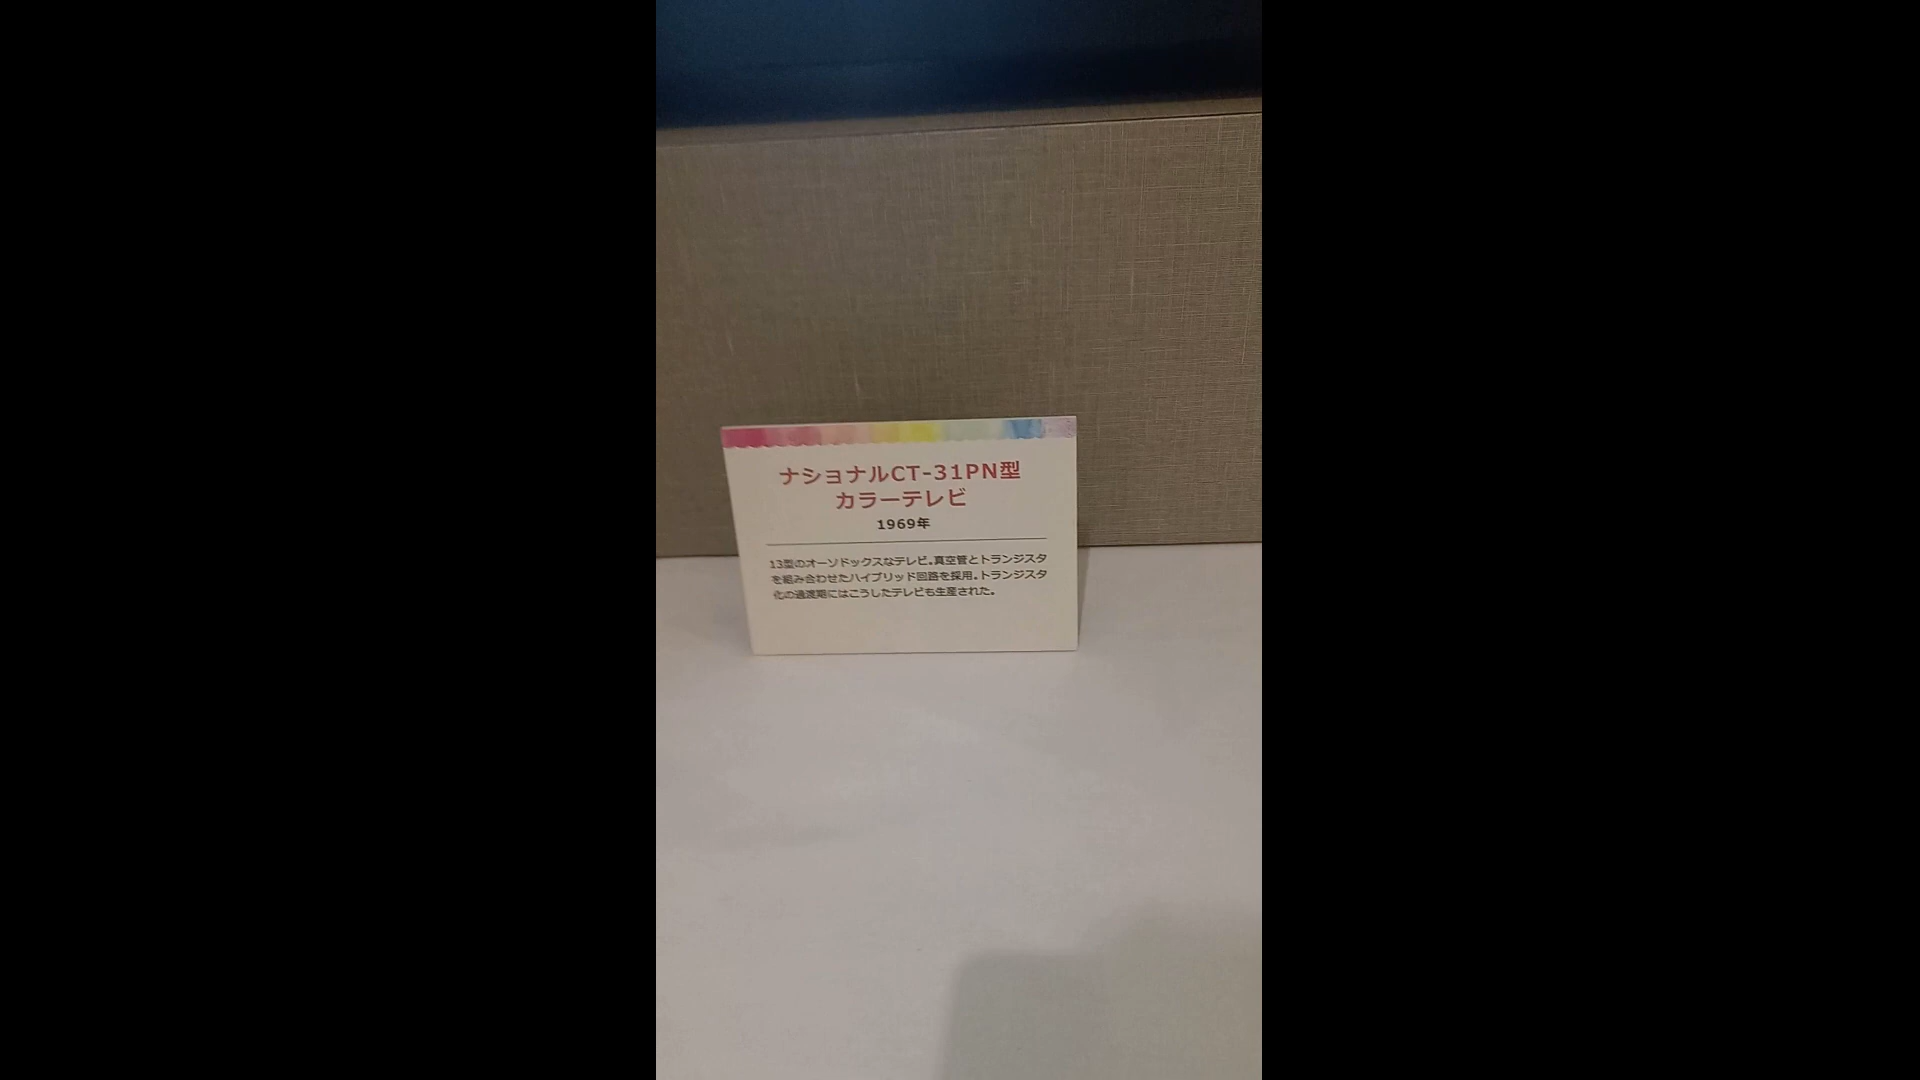 ナショナルCT-31PN型
カラーテレビ
1969年
13型のオーソドックスなテレビ。真空管とトランジスタ
を組み合わせたハイブリッド回路を採用。トランジスタ
化の過渡期にはこうしたテレビも生産された。